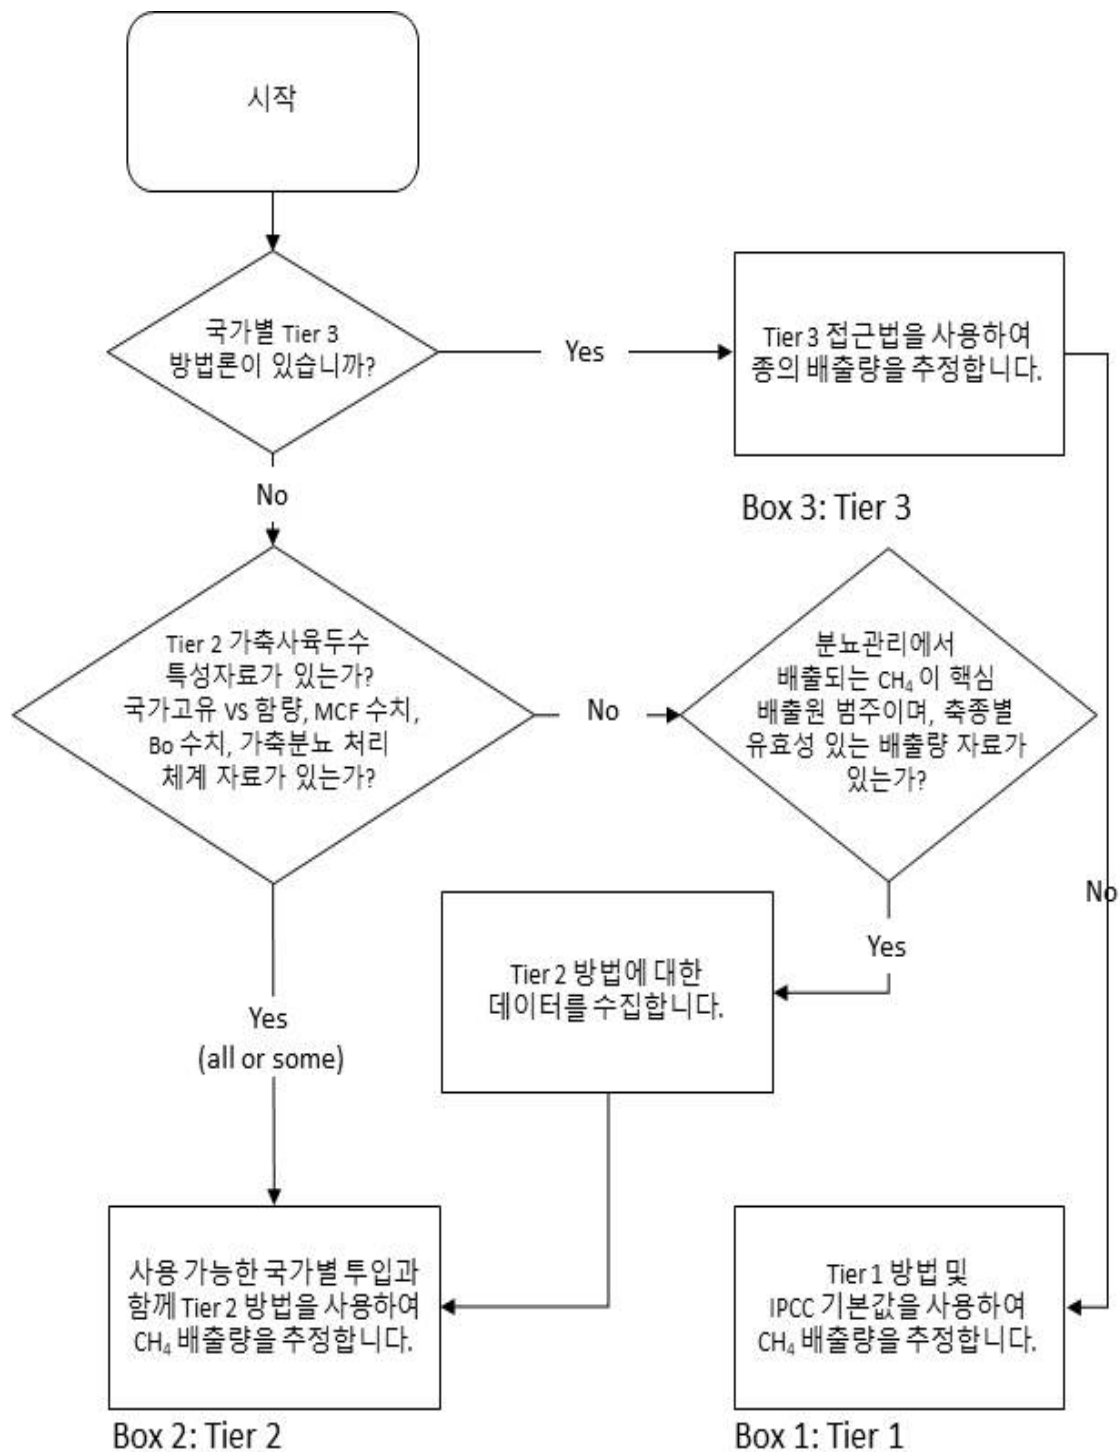 시작
국가별 Tier 3
방법론이 있습니까?
Yes
Tier 3 접근법을 사용하여
종의 배출량을 추정합니다.
Box 3: Tier 3
No
Tier 2 가축사육두수
특성자료가 있는가?
국가고유 VS 함량, MCF 수치,
Bo 수치, 가축분뇨 처리
체계 자료가 있는가?
No
분뇨관리에서
배출되는 CH₄ 이 핵심
배출원 범주이며, 축종별
유효성 있는 배출량 자료가
있는가?
No
Yes
Tier 2 방법에 대한
데이터를 수집합니다.
Yes
(all or some)
사용 가능한 국가별 투입과
함께 Tier 2 방법을 사용하여
CH₄ 배출량을 추정합니다.
Box 2: Tier 2
Tier 1 방법 및
IPCC 기본값을 사용하여
CH₄ 배출량을 추정합니다.
Box 1: Tier 1